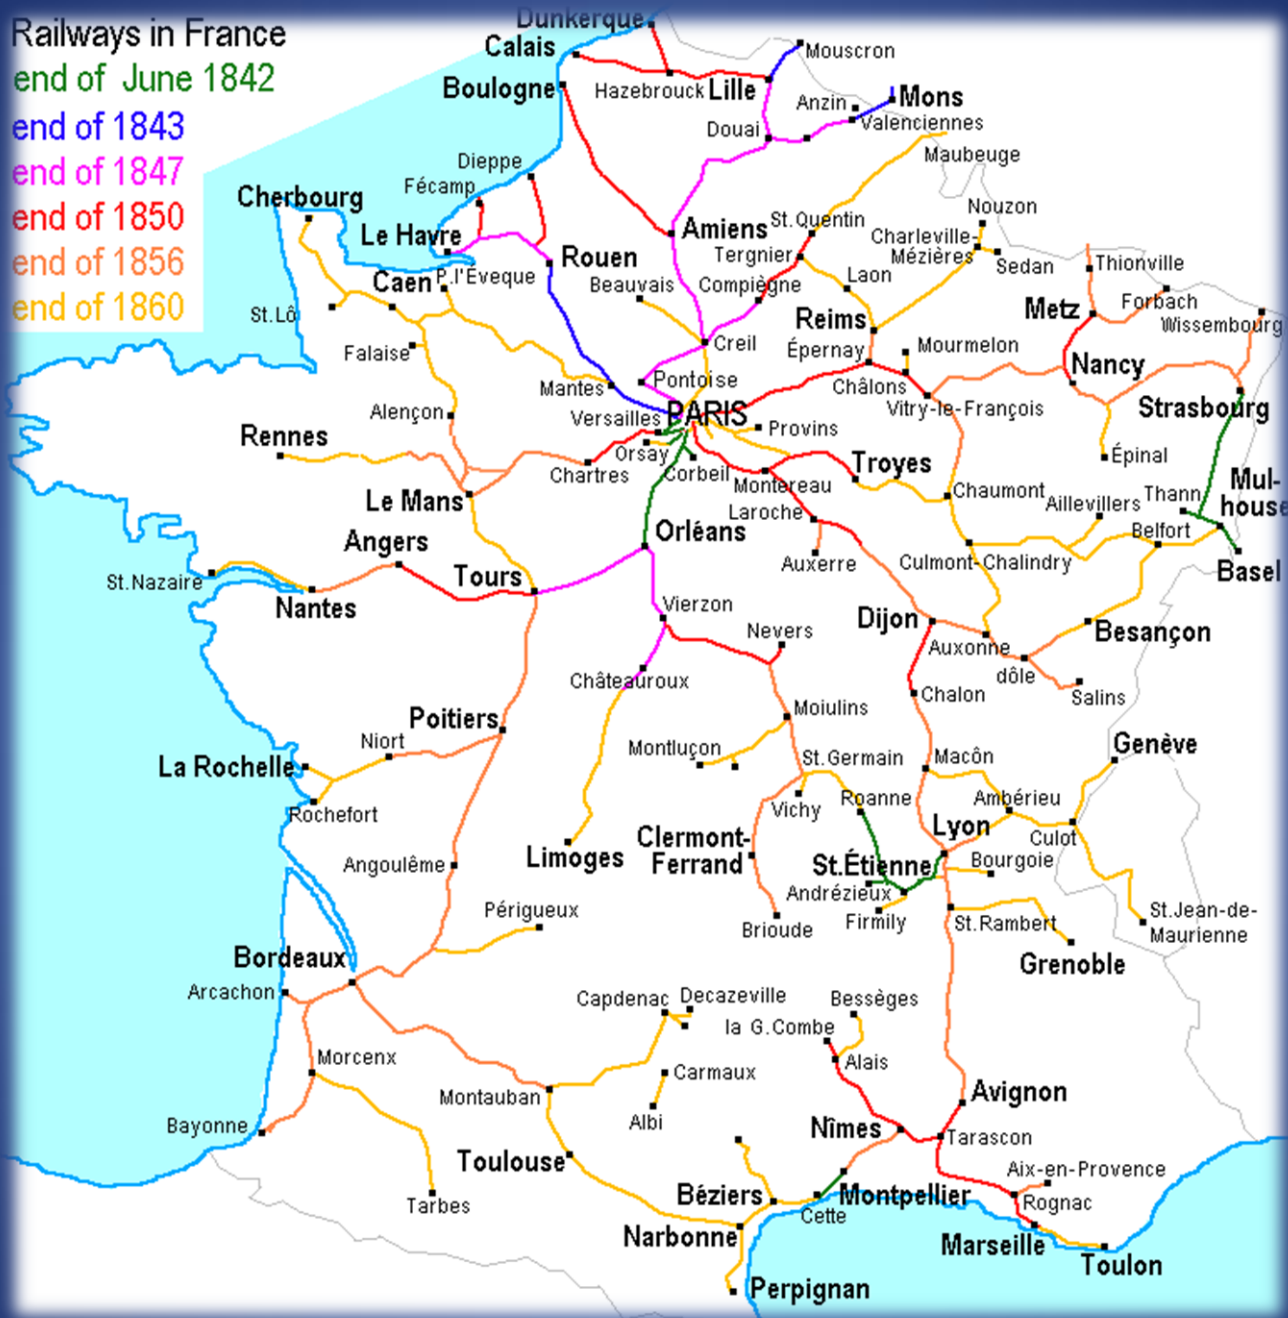 Railways in France
end of June 1842
end of 1843
end of 1847
end of 1850
end of 1856
end of 1860
Dunkerque
Calais
Boulogne
Hazebrouck
Lille
Mouscron
Anzin
Mons
Valenciennes
Douai
Maubeuge
Dieppe
Fécamp
Cherbourg
Le Havre
Rouen
Amiens
St.Quentin
Tergnier
Nouzon
Charleville-
Mézières
Sedan
Caen
P.l'Éveque
Beauvais
Compiègne
Laon
Thionville
Forbach
Wissembourg
St.Lô
Falaise
Creil
Reims
Épernay
Mourmelon
Metz
Nancy
Mantes
Pontoise
Châlons
Vitry-le-François
Strasbourg
Alençon
Versailles
PARIS
Provins
Rennes
Orsay
Chartres
Corbeil
Montereau
Troyes
Épinal
Le Mans
Laroche
Chaumont
Aillevillers
Thann
Mul-
house
Angers
Orléans
Auxerre
Culmont-Chalindry
Belfort
Basel
St.Nazaire
Nantes
Tours
Vierzon
Nevers
Dijon
Auxonne
Besançon
dôle
Salins
Châteauroux
Chalon
Poitiers
Niort
Moiulins
Montluçon
St.Germain
Macôn
Genève
La Rochelle
Rochefort
Vichy
Roanne
Ambérieu
Culot
Limoges
Clermont-
Ferrand
Lyon
St.Étienne
Bourgoie
Angoulême
Andrézieux
Firmily
St.Rambert
St.Jean-de-
Maurienne
Périgueux
Brioude
Grenoble
Bordeaux
Arcachon
Capdenac
Decazeville
Bessèges
la G.Combe
Alais
Morcenx
Carmaux
Montauban
Albi
Avignon
Bayonne
Nîmes
Tarascon
Toulouse
Aix-en-Provence
Tarbes
Béziers
Montpellier
Rognac
Cette
Narbonne
Marseille
Toulon
Perpignan